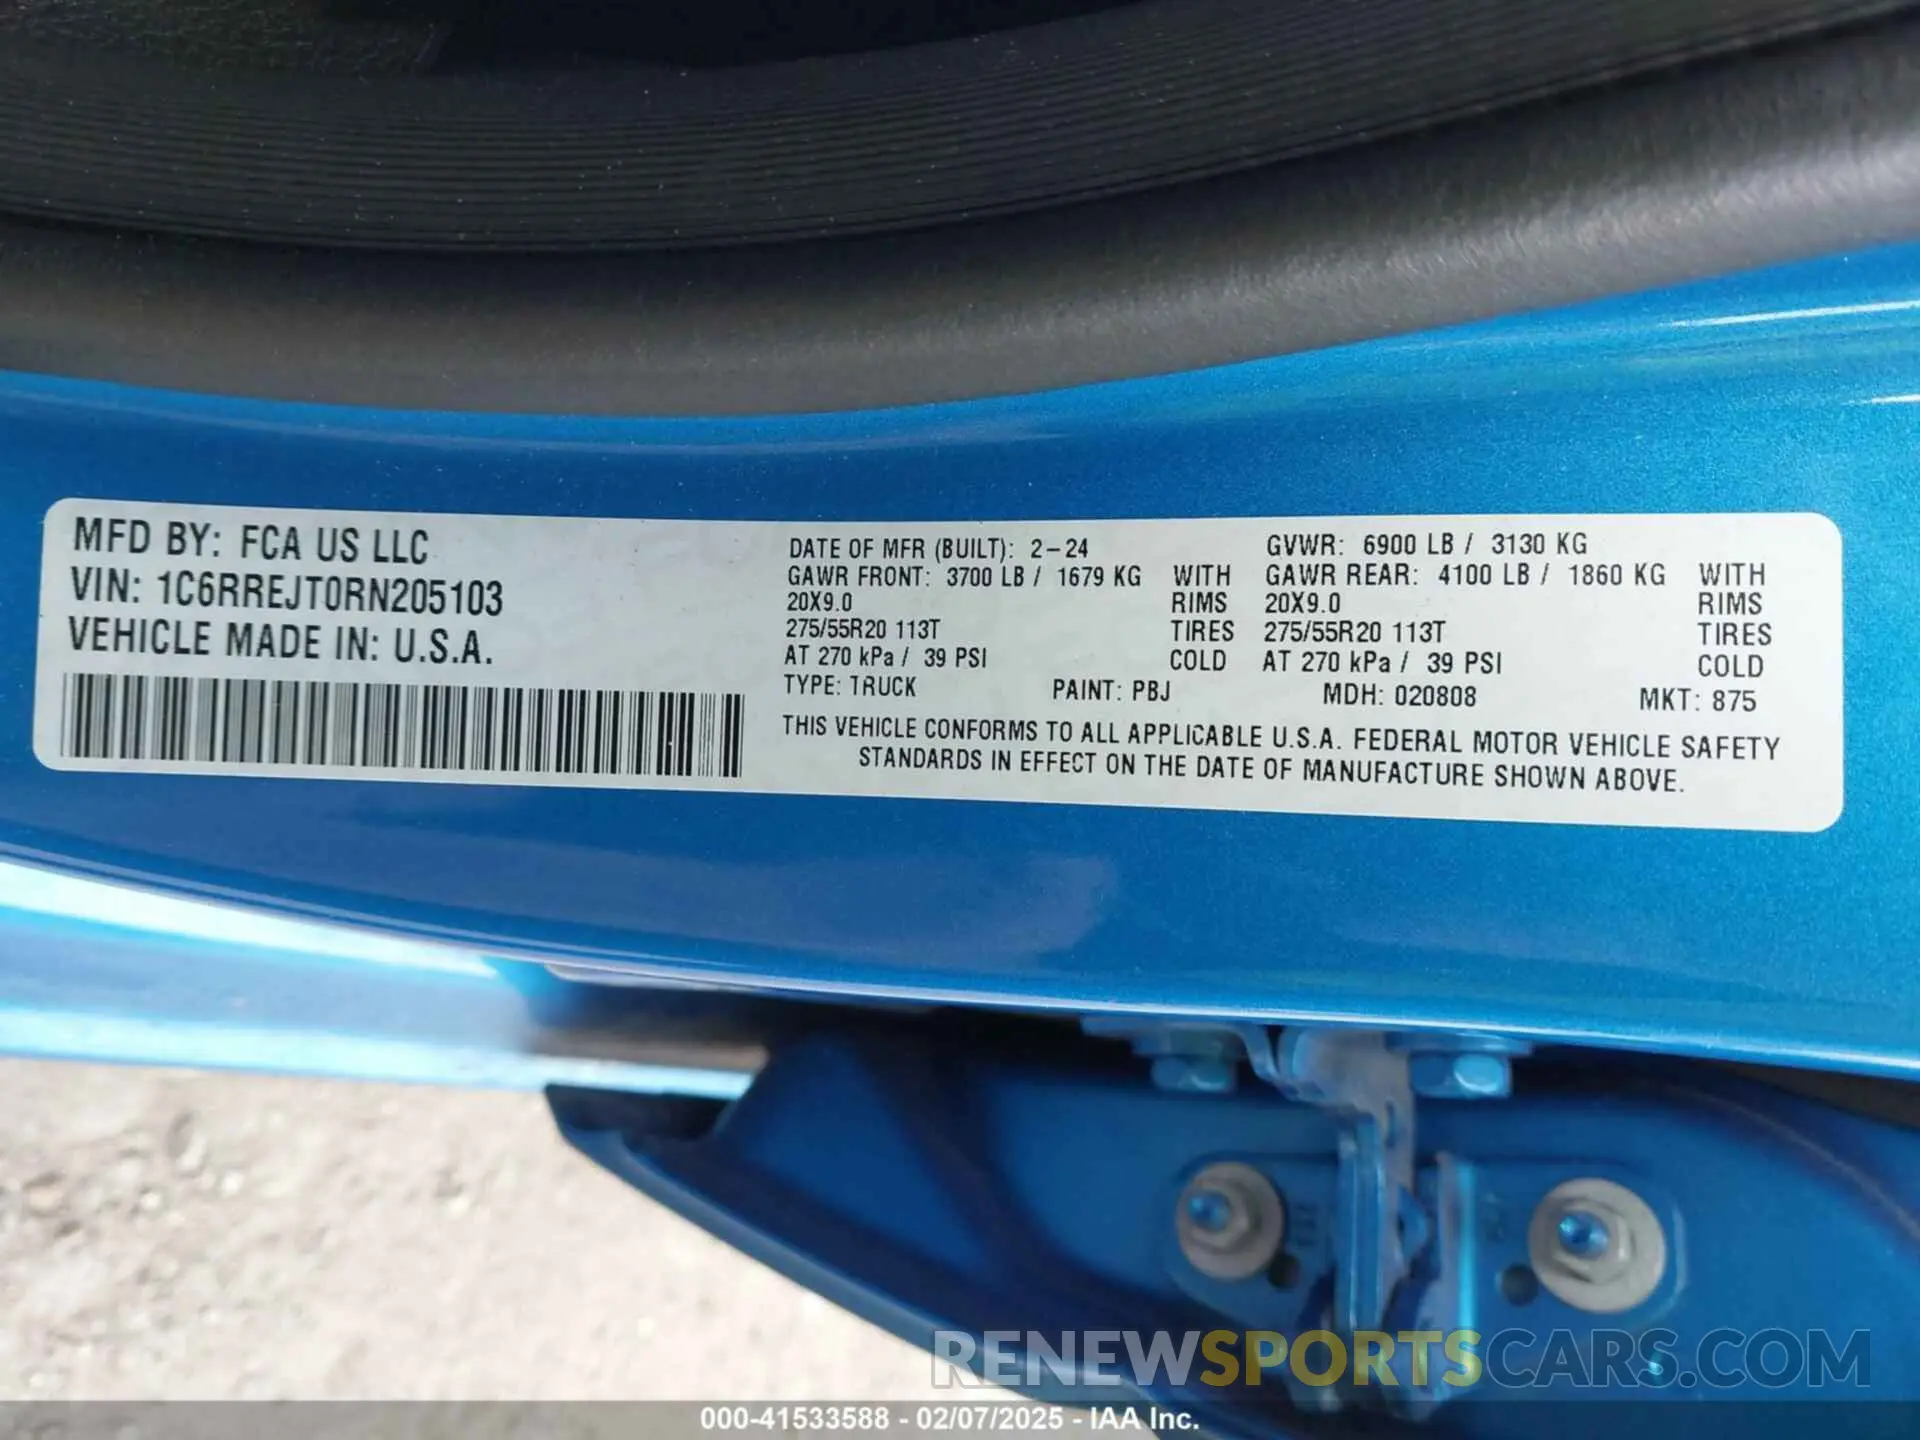 MFD BY: FCA US LLC
VIN: 1C6RREJT0RN205103
VEHICLE MADE IN: U.S.A.
DATE OF MFR (BUILT): 2-24 GVWR: 6900 LB / 3130 KG
GAWR FRONT: 3700 LB / 1679 KG WITH GAWR REAR: 4100 LB / 1860 KG WITH
20X9.0 RIMS 20X9.0 RIMS
275/55R20 113T TIRES 275/55R20 113T TIRES
AT 270 kPa / 39 PSI COLD AT 270 kPa / 39 PSI COLD
TYPE: TRUCK PAINT: PBJ MDH: 020808 MKT: 875
THIS VEHICLE CONFORMS TO ALL APPLICABLE U.S.A. FEDERAL MOTOR VEHICLE SAFETY
STANDARDS IN EFFECT ON THE DATE OF MANUFACTURE SHOWN ABOVE.
RENEWSPORTSCARS.COM
000-41533588 - 02/07/2025 - IAA Inc.